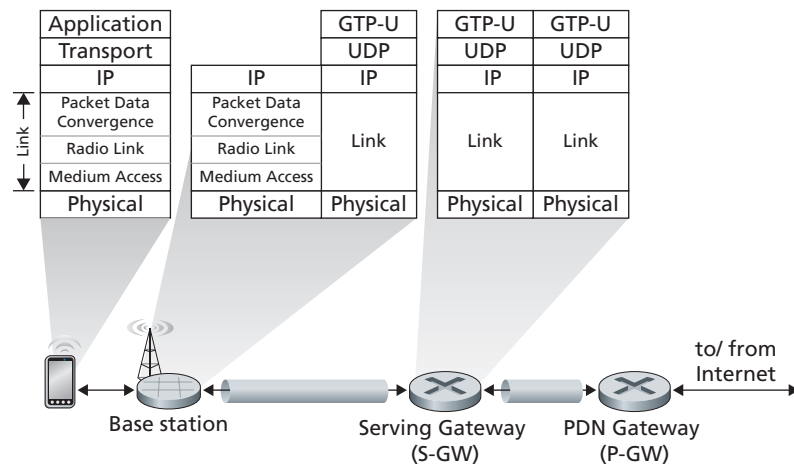 Application
Transport
IP
Link
Packet Data
Convergence
Radio Link
Medium Access
Physical
IP
Packet Data
Convergence
Radio Link
Medium Access
Physical
GTP-U
UDP
IP
Link
Physical
GTP-U
UDP
IP
Link
Physical
GTP-U
UDP
IP
Link
Physical
Base station
Serving Gateway
(S-GW)
PDN Gateway
(P-GW)
to/ from
Internet